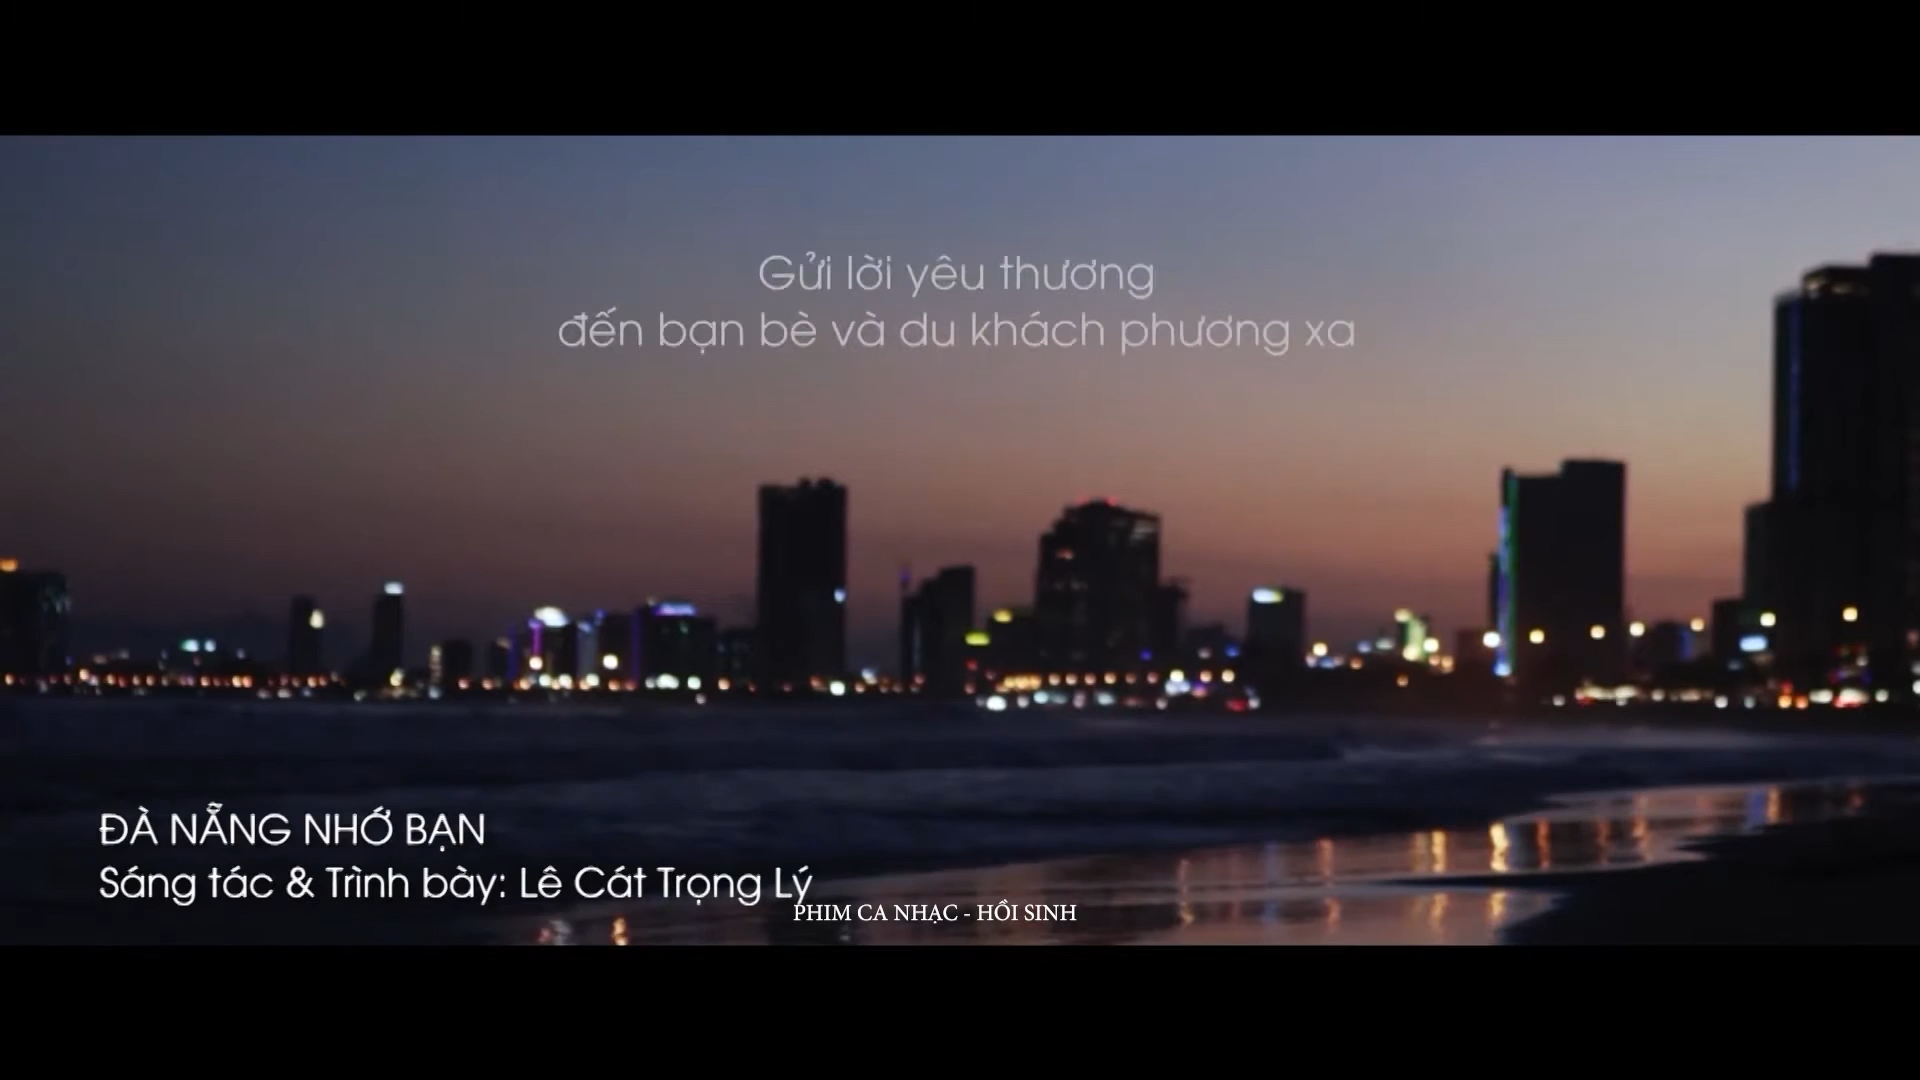 Gửi lời yêu thương
đến bạn bè và du khách phương xa
ĐÀ NẴNG NHỚ BẠN
Sáng tác & Trình bày: Lê Cát Trọng Lý
PHIM CA NHẠC - HỒI SINH